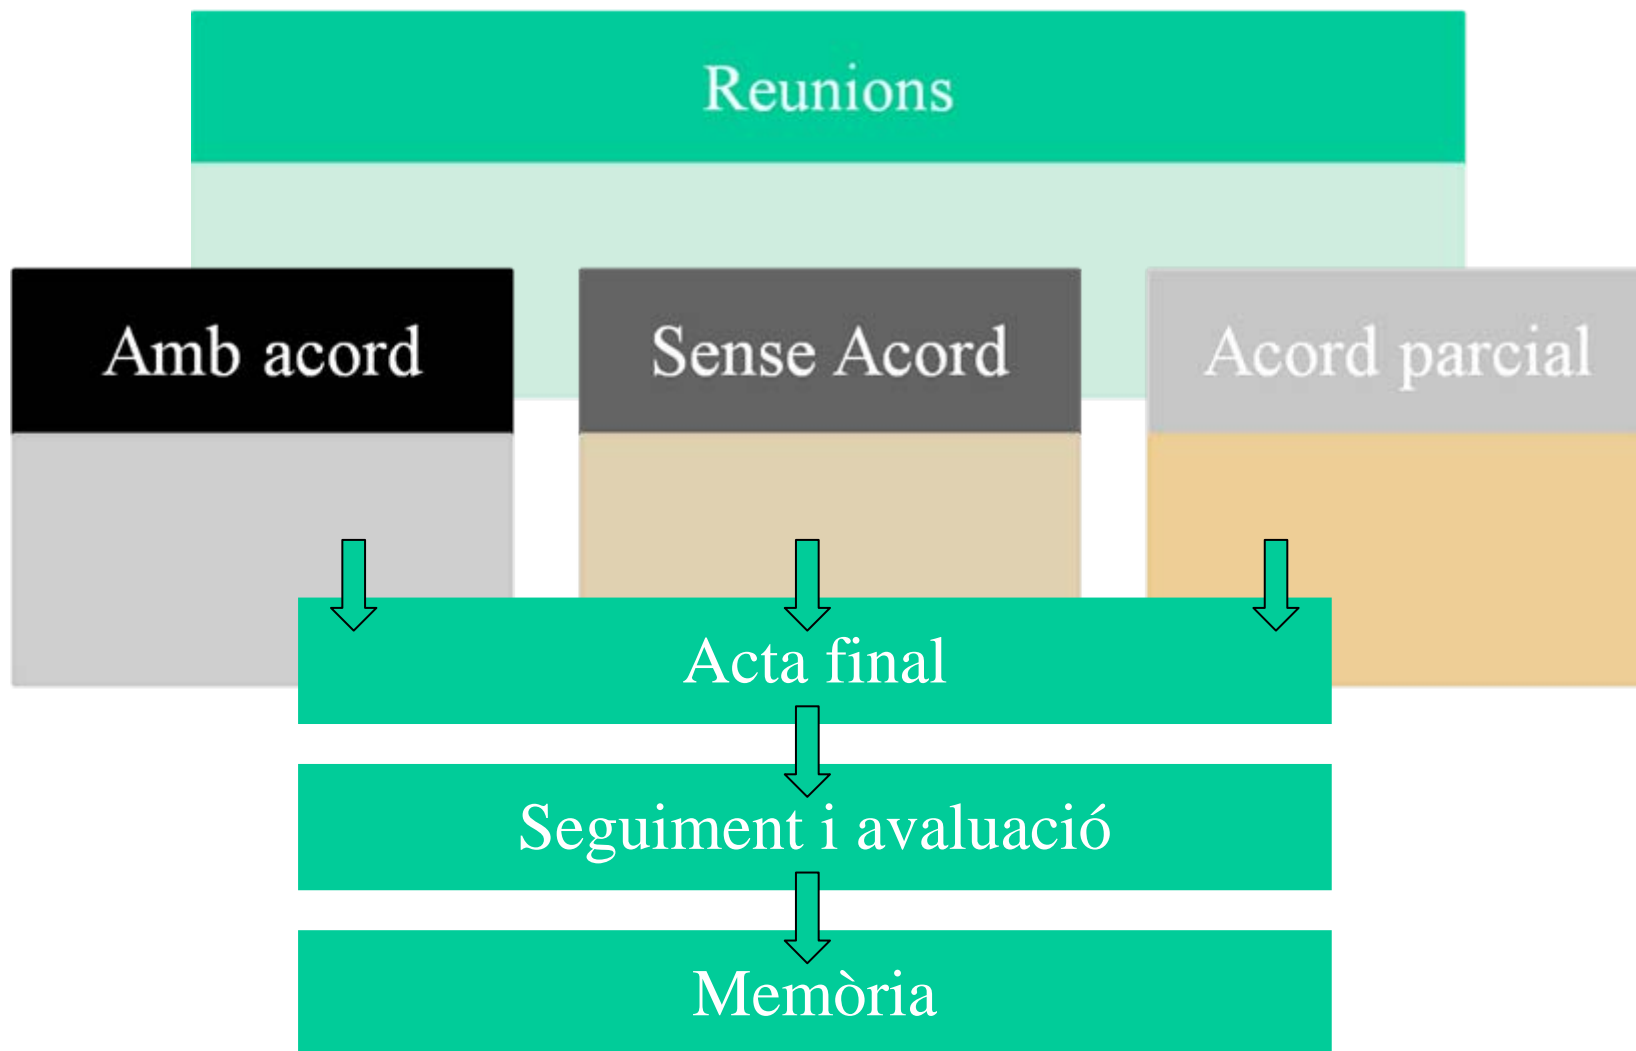 Reunions
Amb acord
Sense Acord
Acord parcial
Acta final
Seguiment i avaluació
Memòria